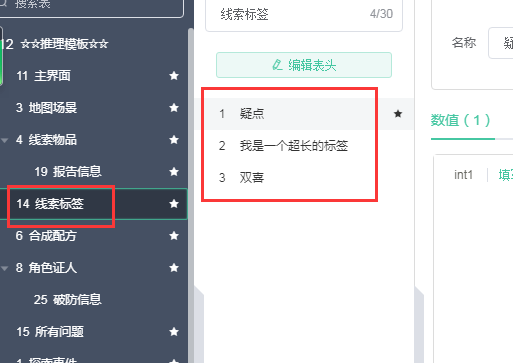 搜索表
12 ☆☆推理模板☆☆
11 主界面
3 地图场景
4 线索物品
19 报告信息
14 线索标签
6 合成配方
8 角色证人
25 破防信息
15 所有问题
线索标签 4/30
编辑表头
1 疑点
2 我是一个超长的标签
3 双喜
名称
数值（1）
int1